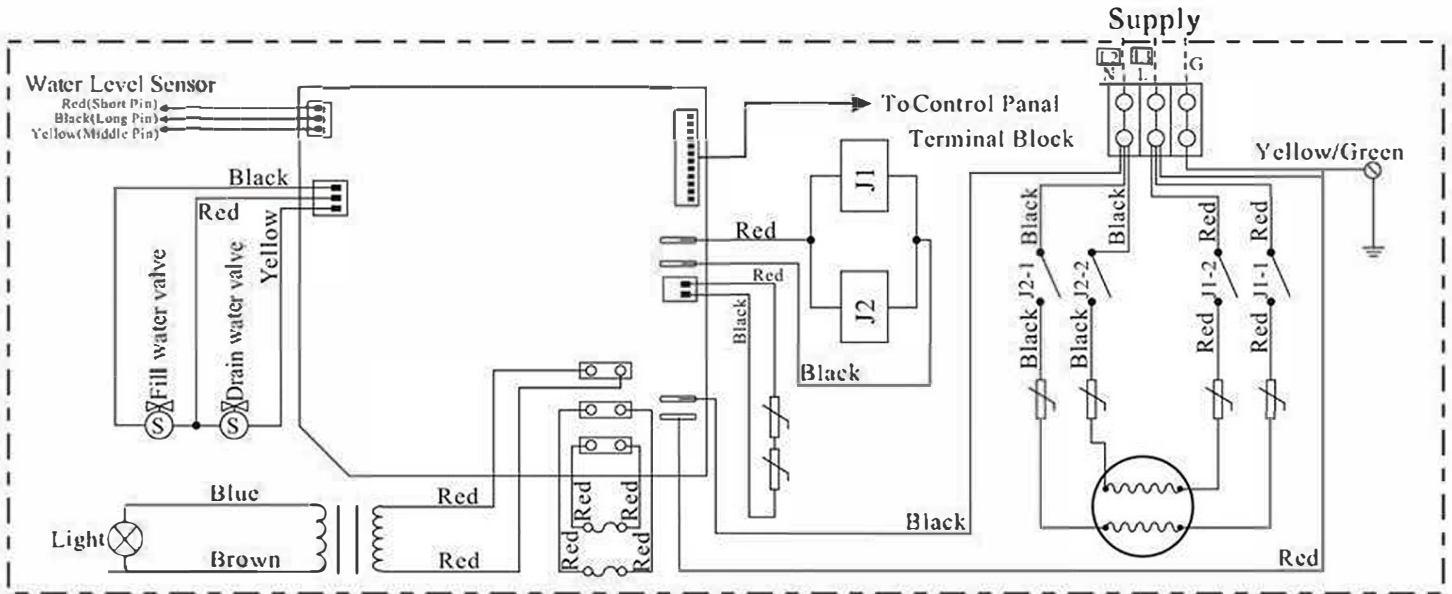 Supply
L2
N
L1
L
G
Water Level Sensor
Red(Short Pin)
Black(Long Pin)
Yellow(Middle Pin)
To Control Panal
Terminal Block
Yellow/Green
Black
Red
Yellow
Fill water valve
Drain water valve
S
S
J1
J2
Red
Red
Black
Black
Black
Black
Red
Red
J2-1
J2-2
J1-2
J1-1
Black
Black
Red
Red
Blue
Brown
Light
Red
Red
Red
Red
Red
Red
Black
Red